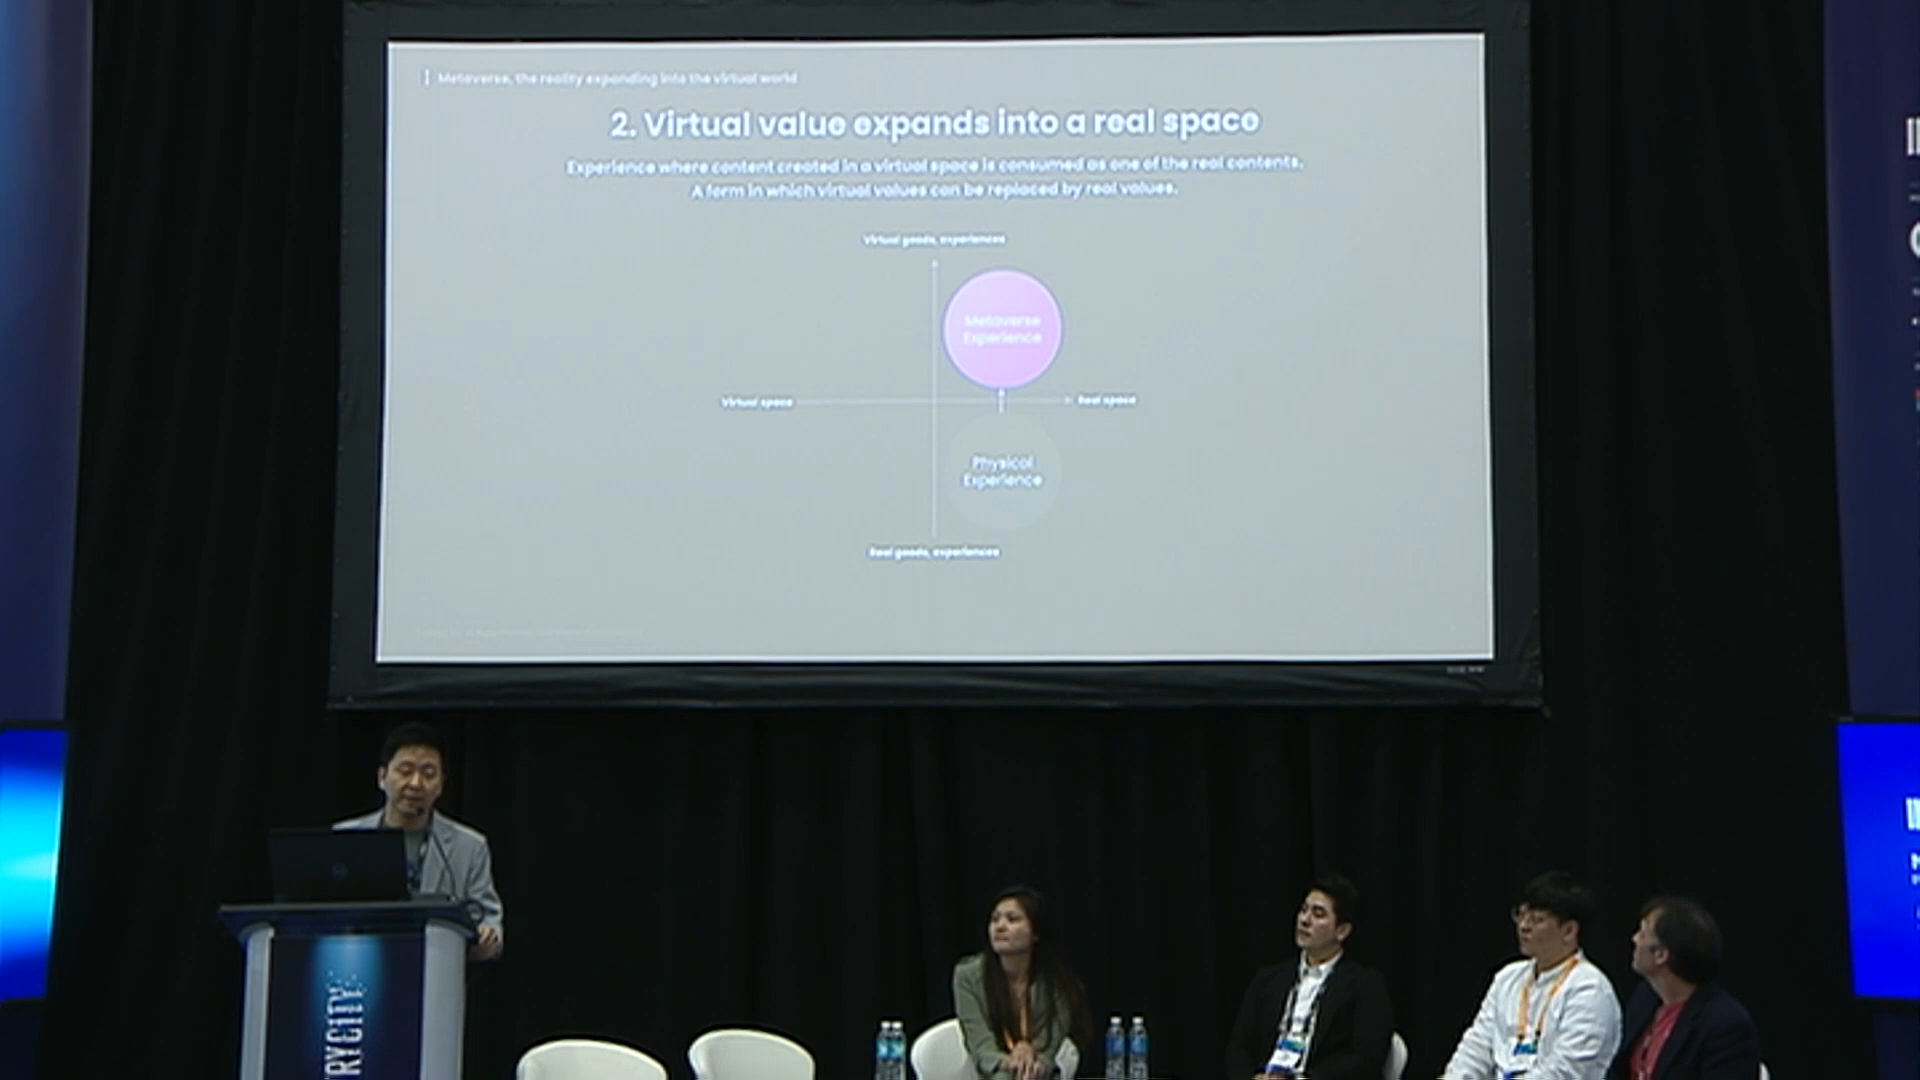 Metaverse, the reality expanding into the virtual world
2. Virtual value expands into a real space
Experience where content created in a virtual space is consumed as one of the real contents.
A form in which virtual values can be replaced by real values.
Virtual goods, experiences
Metaverse
Experience
Virtual space
Real space
Physical
Experience
Real goods, experiences
TRYCITY